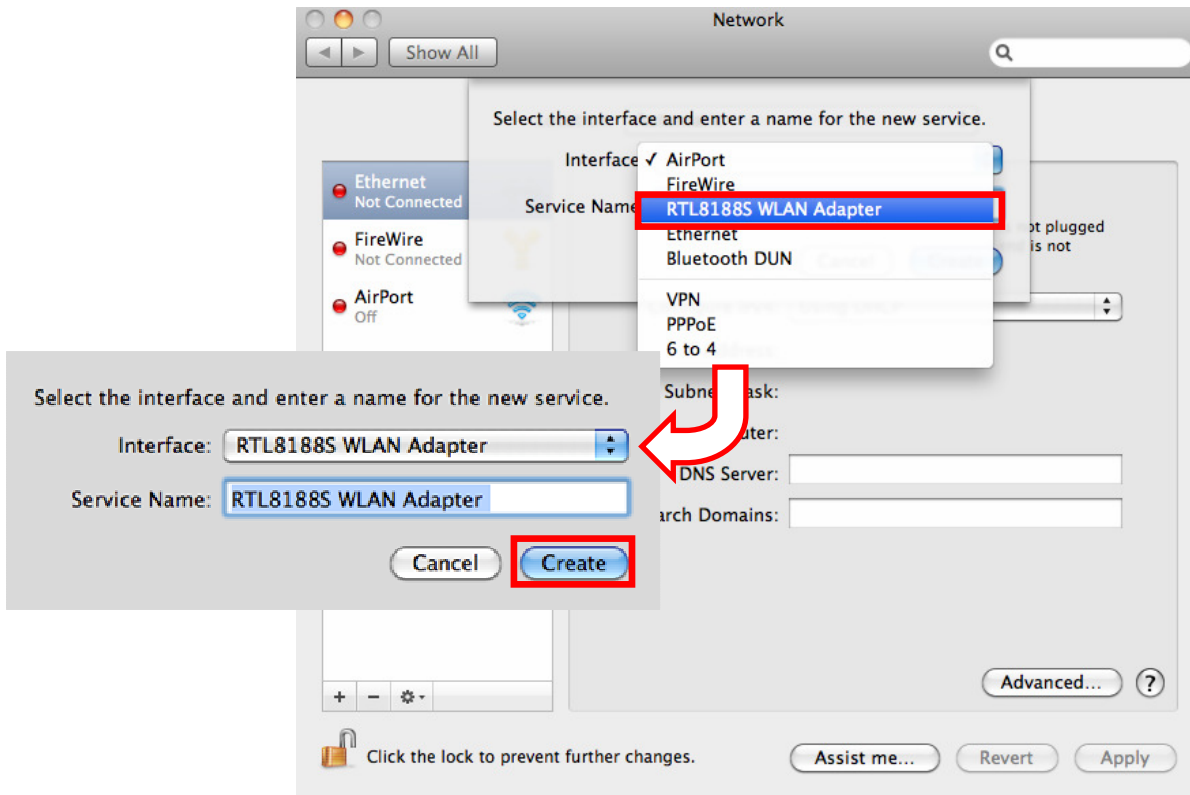 Network
Show All
Select the interface and enter a name for the new service.
Interface
✓ AirPort
FireWire
RTL8188S WLAN Adapter
Ethernet
Bluetooth DUN
VPN
PPPoE
6 to 4
Service Name
Ethernet
Not Connected
FireWire
Not Connected
AirPort
Off
not plugged
is not
Cancel
Create
Select the interface and enter a name for the new service.
Interface: RTL8188S WLAN Adapter
Service Name: RTL8188S WLAN Adapter
Cancel Create
DNS Server:
Advanced... ?
Click the lock to prevent further changes.
Assist me... Revert Apply